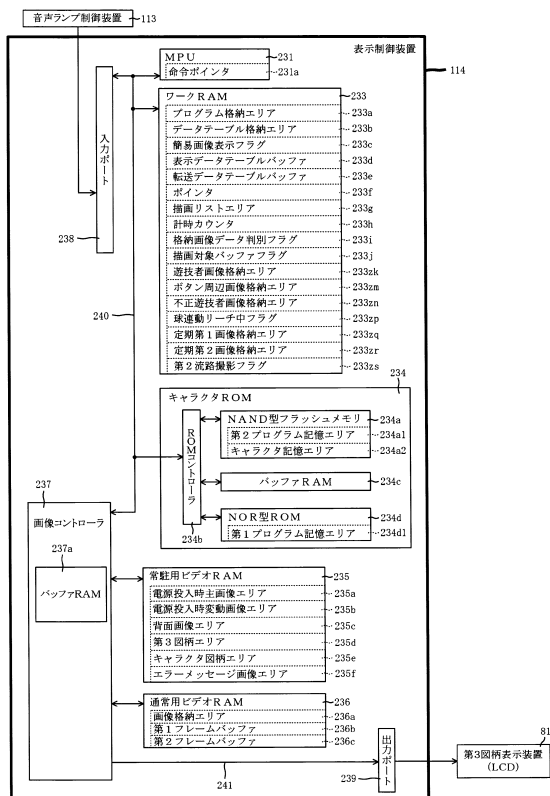 音声ランプ制御装置 113
表示制御装置
114
MPU 231
命令ポインタ 231a
入力ポート
238
ワークRAM 233
プログラム格納エリア 233a
データテーブル格納エリア 233b
簡易画像表示フラグ 233c
表示データテーブルバッファ 233d
転送データテーブルバッファ 233e
ポインタ 233f
描画リストエリア 233g
計時カウンタ 233h
格納画像データ判別フラグ 233i
描画対象バッファフラグ 233j
遊技者画像格納エリア 233zk
ボタン周辺画像格納エリア 233zm
不正遊技者画像格納エリア 233zn
球連動リーチ中フラグ 233zp
定期第1画像格納エリア 233zq
定期第2画像格納エリア 233zr
第2流路撮影フラグ 233zs
240
234
キャラクタROM
NAND型フラッシュメモリ 234a
第2プログラム記憶エリア 234a1
キャラクタ記憶エリア 234a2
ROMコントローラ
234b
バッファRAM 234c
NOR型ROM 234d
第1プログラム記憶エリア 234d1
237
画像コントローラ
237a
バッファRAM
常駐用ビデオRAM 235
電源投入時主画像エリア 235a
電源投入時変動画像エリア 235b
背面画像エリア 235c
第3図柄エリア 235d
キャラクタ図柄エリア 235e
エラーメッセージ画像エリア 235f
通常用ビデオRAM 236
画像格納エリア 236a
第1フレームバッファ 236b
第2フレームバッファ 236c
241
出力ポート
239
81
第3図柄表示装置
(LCD)